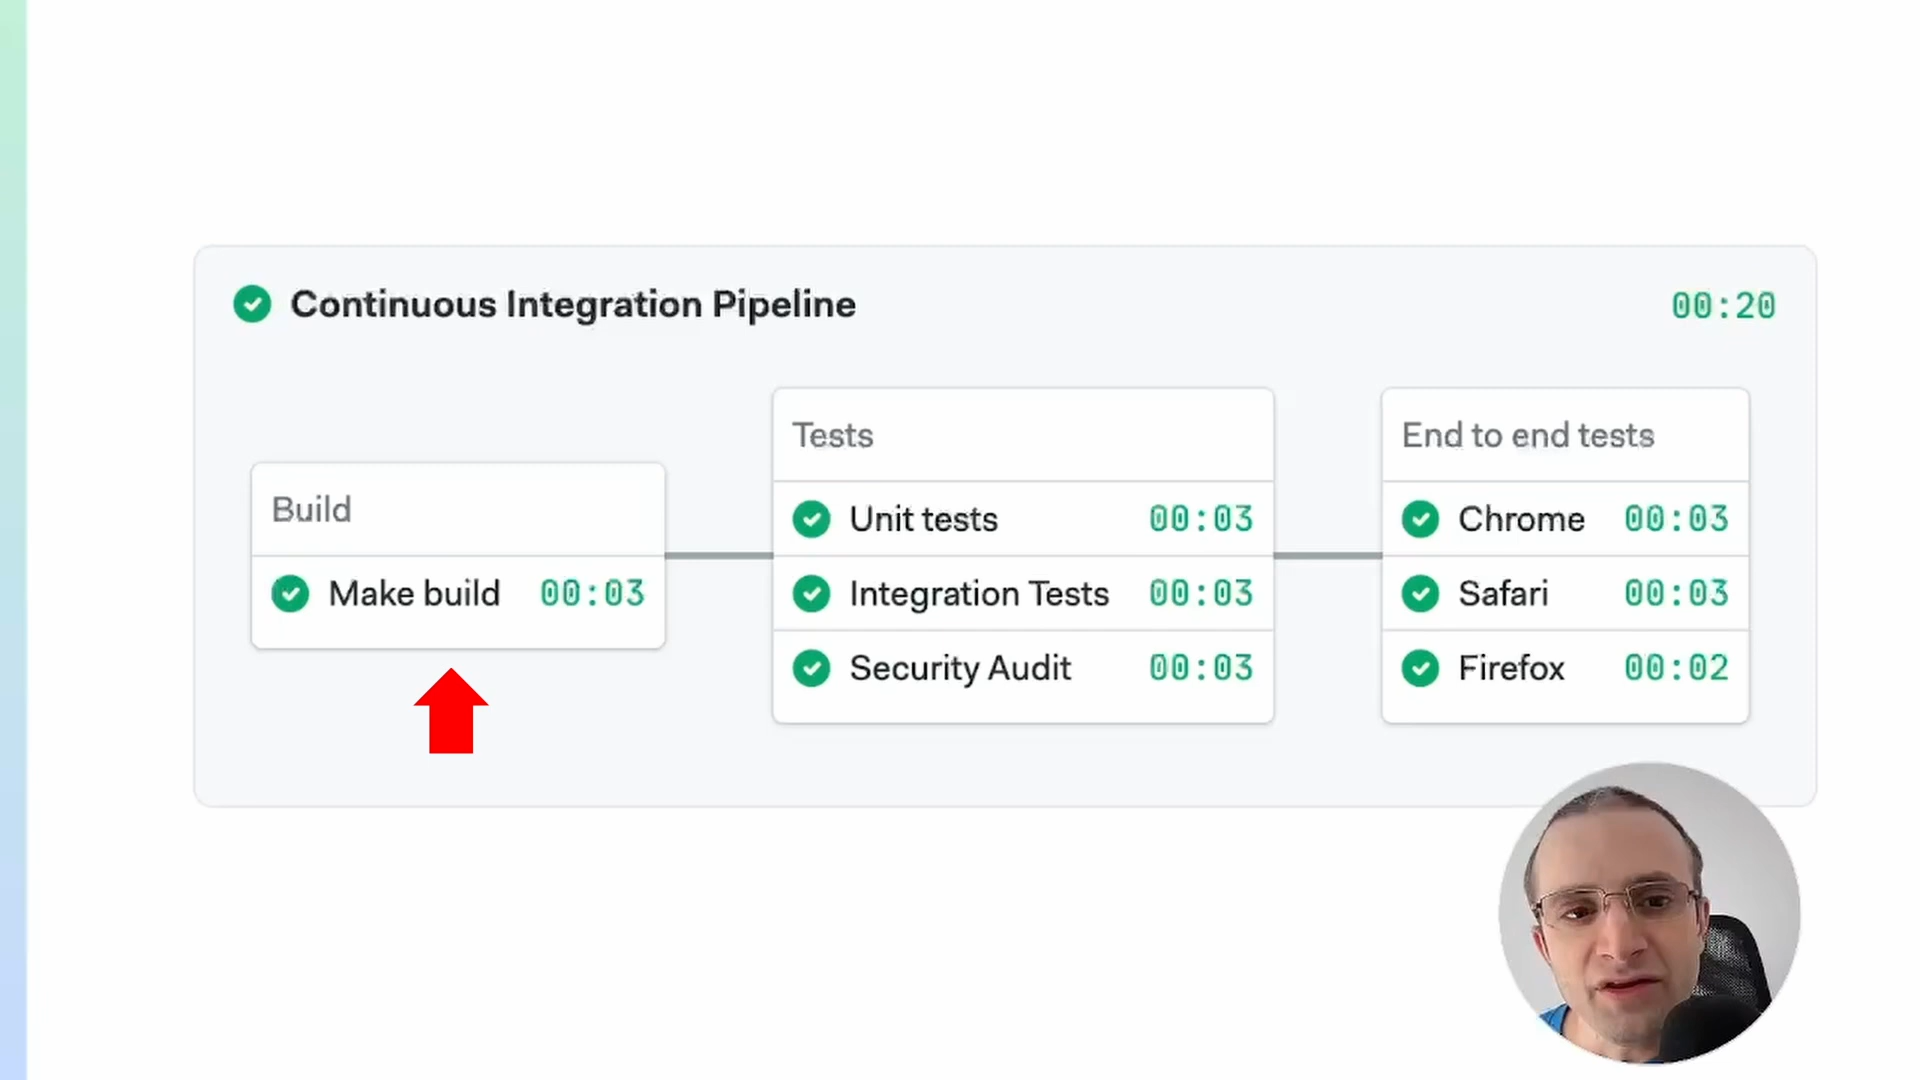 Continuous Integration Pipeline 00:20
Build
Make build 00:03
Tests
Unit tests 00:03
Integration Tests 00:03
Security Audit 00:03
End to end tests
Chrome 00:03
Safari 00:03
Firefox 00:02